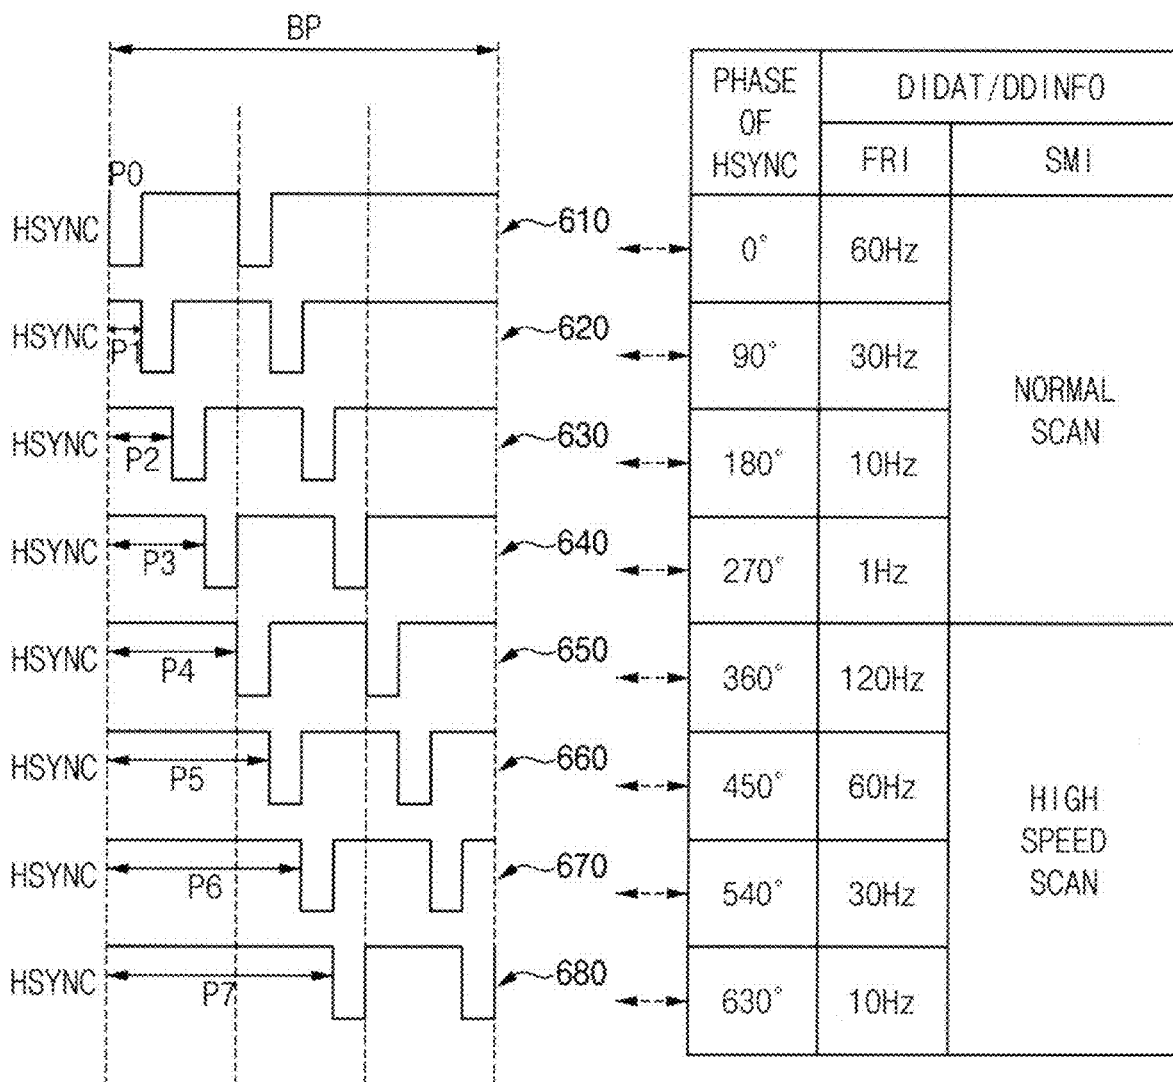 BP
PHASE OF HSYNC
DIDAT/DDINFO
FRI
SMI
P0
HSYNC
610
0°
60Hz
HSYNC
P1
620
90°
30Hz
NORMAL SCAN
HSYNC
P2
630
180°
10Hz
HSYNC
P3
640
270°
1Hz
HSYNC
P4
650
360°
120Hz
HSYNC
P5
660
450°
60Hz
HIGH SPEED SCAN
HSYNC
P6
670
540°
30Hz
HSYNC
P7
680
630°
10Hz